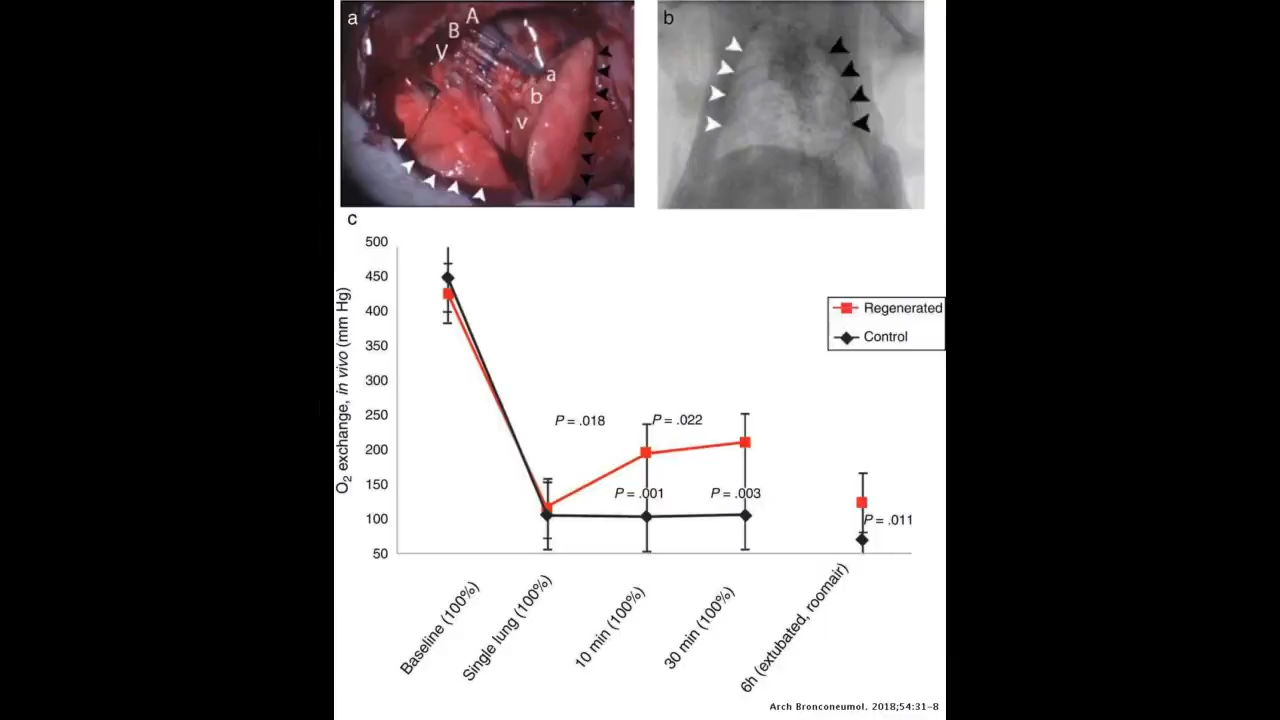 a
A
B
V
a
b
v
b
c
O2 exchange, in vivo (mm Hg)
500
450
400
350
300
250
200
150
100
50
P = .018
P = .022
P = .001
P = .003
P = .011
Regenerated
Control
Baseline (100%)
Single lung (100%)
10 min (100%)
30 min (100%)
6h (extubated, roomair)
Arch Bronconeumol. 2018;54:31-8